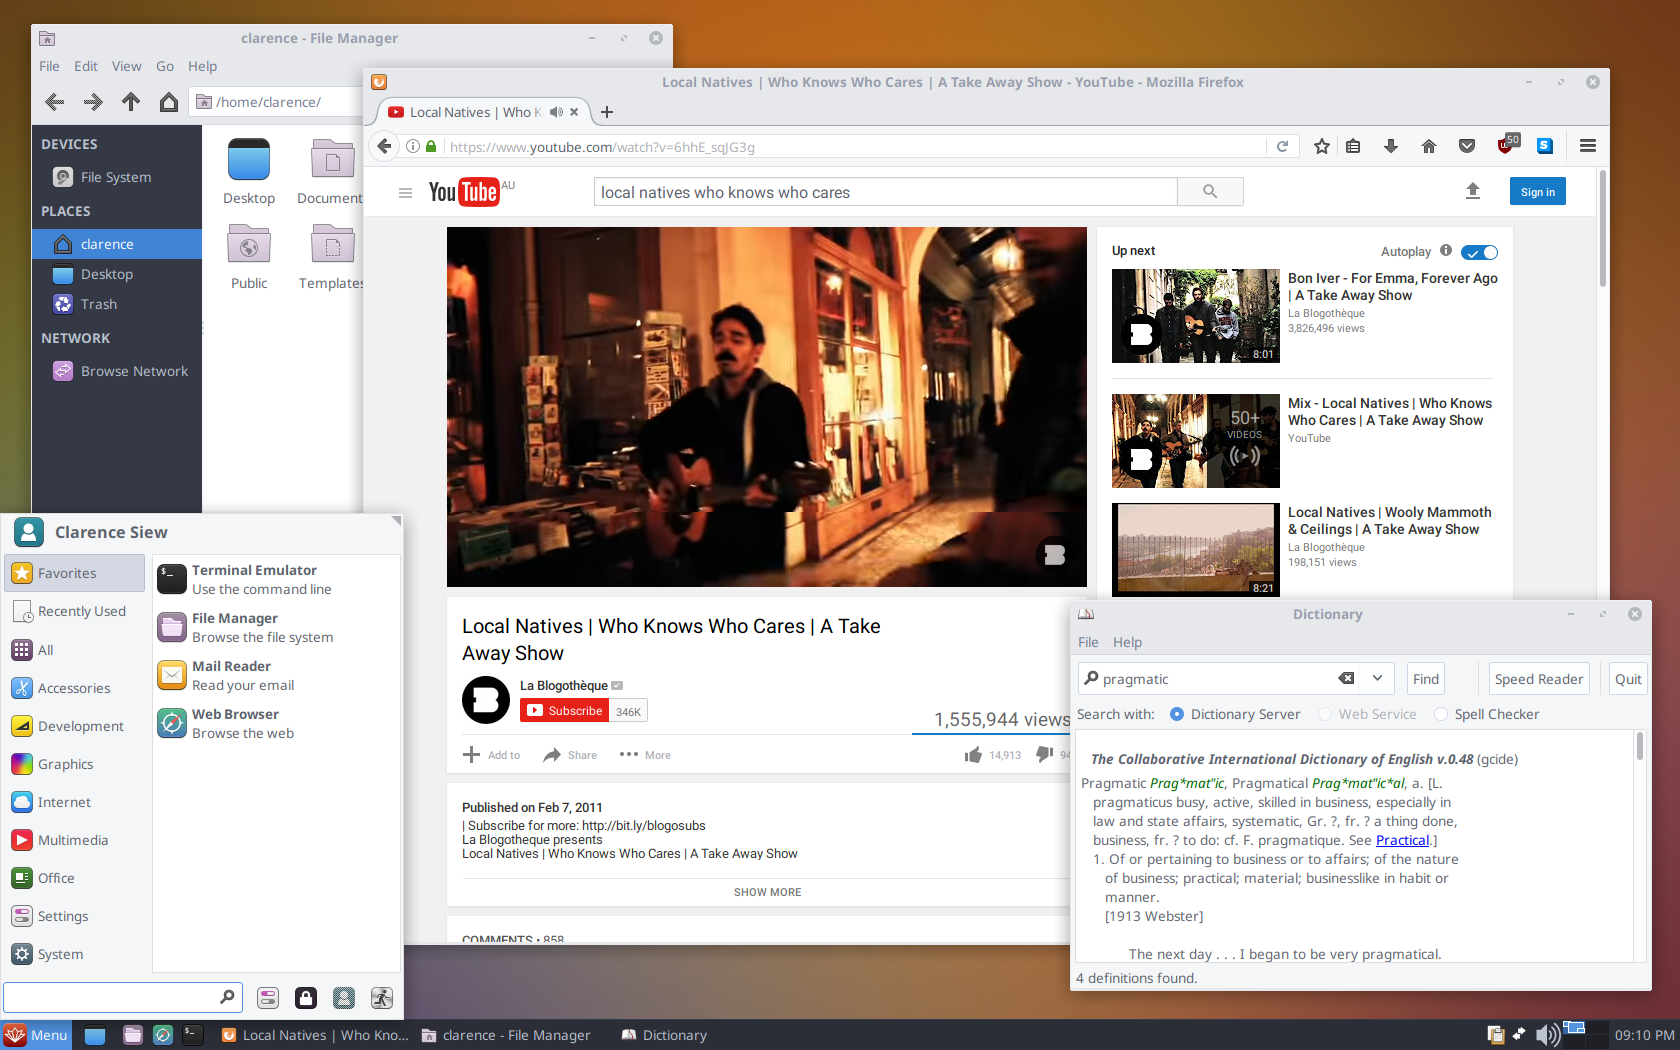 clarence - File Manager
File Edit View Go Help
/home/clarence/
DEVICES
File System
PLACES
clarence
Desktop
Trash
NETWORK
Browse Network
Desktop
Document
Public
Templates
Local Natives | Who Knows Who Cares | A Take Away Show - YouTube - Mozilla Firefox
Local Natives | Who K
https://www.youtube.com/watch?v=6hhE_sqJG3g
50
YouTube AU
local natives who knows who cares
Sign in
Up next
Autoplay
Bon Iver - For Emma, Forever Ago
| A Take Away Show
La Blogothèque
3,826,496 views
8:01
Mix - Local Natives | Who Knows
Who Cares | A Take Away Show
YouTube
50+
VIDEOS
Local Natives | Wooly Mammoth
& Ceilings | A Take Away Show
La Blogothèque
198,151 views
8:21
Local Natives | Who Knows Who Cares | A Take
Away Show
La Blogothèque
Subscribe 346K
1,555,944 views
Add to Share More
14,913 94
Published on Feb 7, 2011
| Subscribe for more: http://bit.ly/blogosubs
La Blogotheque presents
Local Natives | Who Knows Who Cares | A Take Away Show
SHOW MORE
COMMENTS • 858
Clarence Siew
Favorites
Recently Used
All
Accessories
Development
Graphics
Internet
Multimedia
Office
Settings
System
Terminal Emulator
Use the command line
File Manager
Browse the file system
Mail Reader
Read your email
Web Browser
Browse the web
Dictionary
File Help
pragmatic
Find
Speed Reader
Quit
Search with: Dictionary Server Web Service Spell Checker
The Collaborative International Dictionary of English v.0.48 (gcide)
Pragmatic Prag*mat"ic, Pragmatical Prag*mat"ic*al, a. [L.
pragmaticus busy, active, skilled in business, especially in
law and state affairs, systematic, Gr. ?, fr. ? a thing done,
business, fr. ? to do: cf. F. pragmatique. See Practical.]
1. Of or pertaining to business or to affairs; of the nature
of business; practical; material; businesslike in habit or
manner.
[1913 Webster]
The next day . . . I began to be very pragmatical.
4 definitions found.
Menu
Local Natives | Who Kno...
clarence - File Manager
Dictionary
09:10 PM